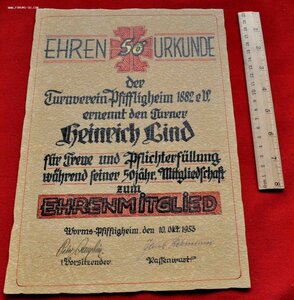 EHREN 50 URKUNDE
der
Turnverein-Pfiffligheim 1882 e.V.
ernennt den Turner
Heinrich Lind
für Treue und Pflichterfüllung
während seiner 50jähr. Mitgliedschaft
zum
EHRENMITGLIED
Worms-Pfiffligheim, den 10. Okt. 1953
1. Vorsitzender Kassenwart